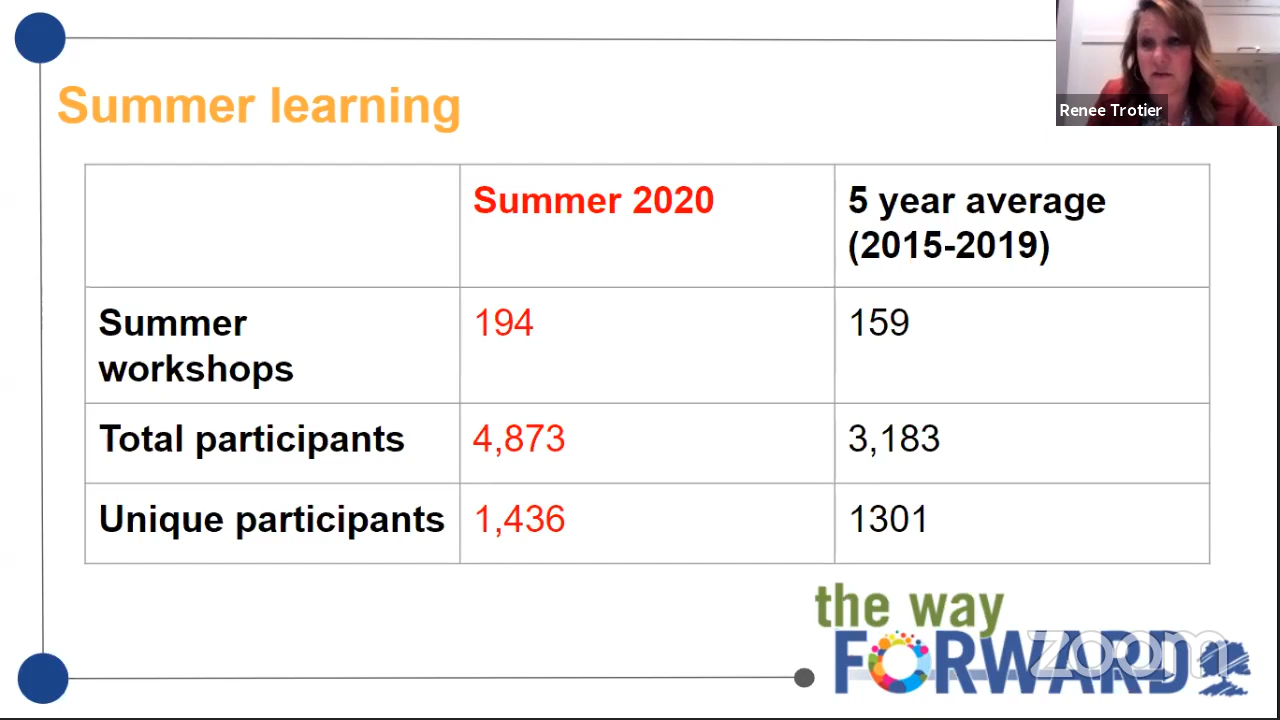 Renee Trotier
Summer learning
Summer 2020
5 year average
(2015-2019)
Summer
workshops
194
159
Total participants
4,873
3,183
Unique participants
1,436
1301
the way
FORWARD
zoom